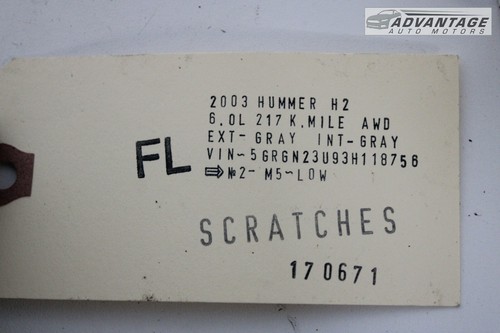 ADVANTAGE
AUTO MOTORS
2003 HUMMER H2
6.0L 217K.MILE AWD
EXT-GRAY INT-GRAY
FL
VIN~5GRGN23U93H118756
⇨№2- M5~LOW
SCRATCHES
170671